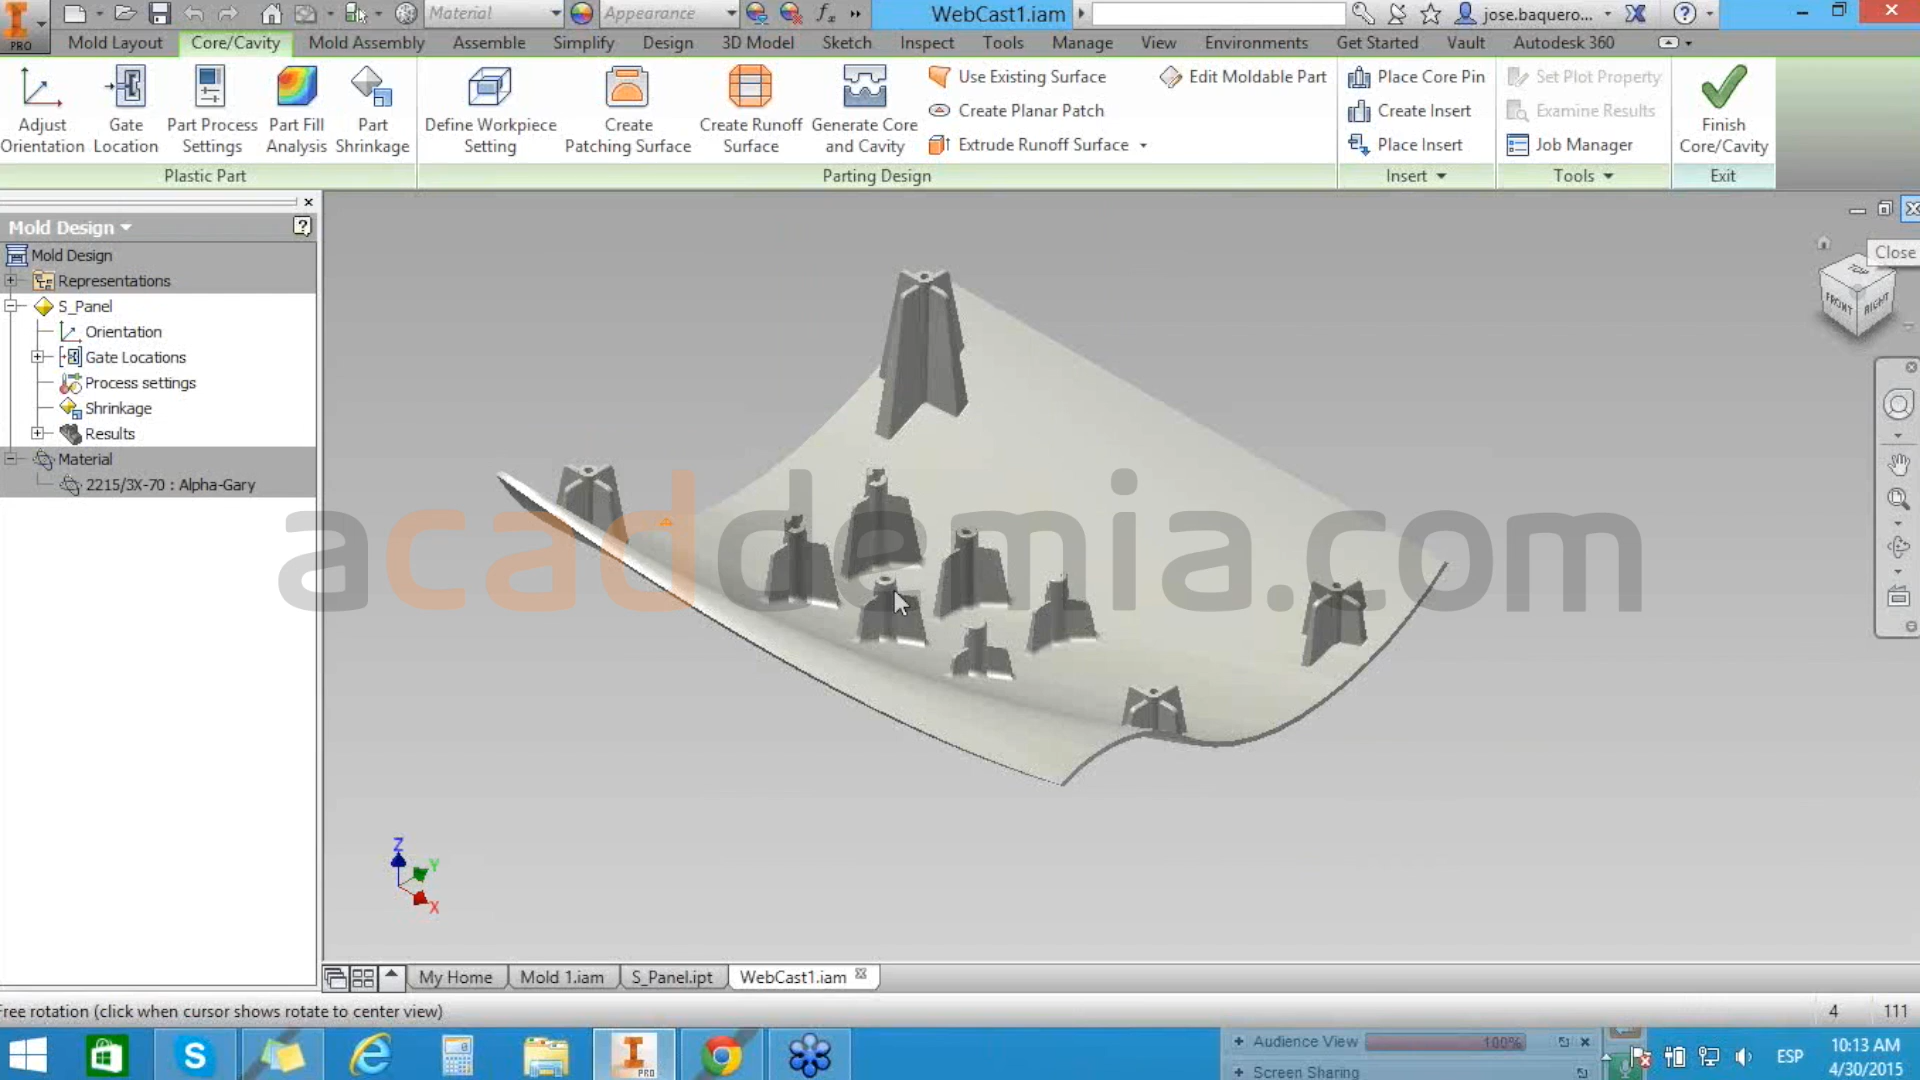 PRO
Material
Appearance
fx
WebCast1.iam
jose.baquero...
Mold Layout
Core/Cavity
Mold Assembly
Assemble
Simplify
Design
3D Model
Sketch
Inspect
Tools
Manage
View
Environments
Get Started
Vault
Autodesk 360
Adjust
Orientation
Gate
Location
Part Process
Settings
Part Fill
Analysis
Part
Shrinkage
Define Workpiece
Setting
Create
Patching Surface
Create Runoff
Surface
Generate Core
and Cavity
Use Existing Surface
Create Planar Patch
Extrude Runoff Surface
Edit Moldable Part
Place Core Pin
Create Insert
Place Insert
Set Plot Property
Examine Results
Job Manager
Finish
Core/Cavity
Plastic Part
Parting Design
Insert
Tools
Exit
Mold Design
Mold Design
Representations
S_Panel
Orientation
Gate Locations
Process settings
Shrinkage
Results
Material
2215/3X-70 : Alpha-Gary
Close
TOP
FRONT
RIGHT
acaddemia.com
Z
Y
X
My Home
Mold 1.iam
S_Panel.ipt
WebCast1.iam
Free rotation (click when cursor shows rotate to center view)
4
111
Audience View
100%
Screen Sharing
ESP
10:13 AM
4/30/2015
PRO